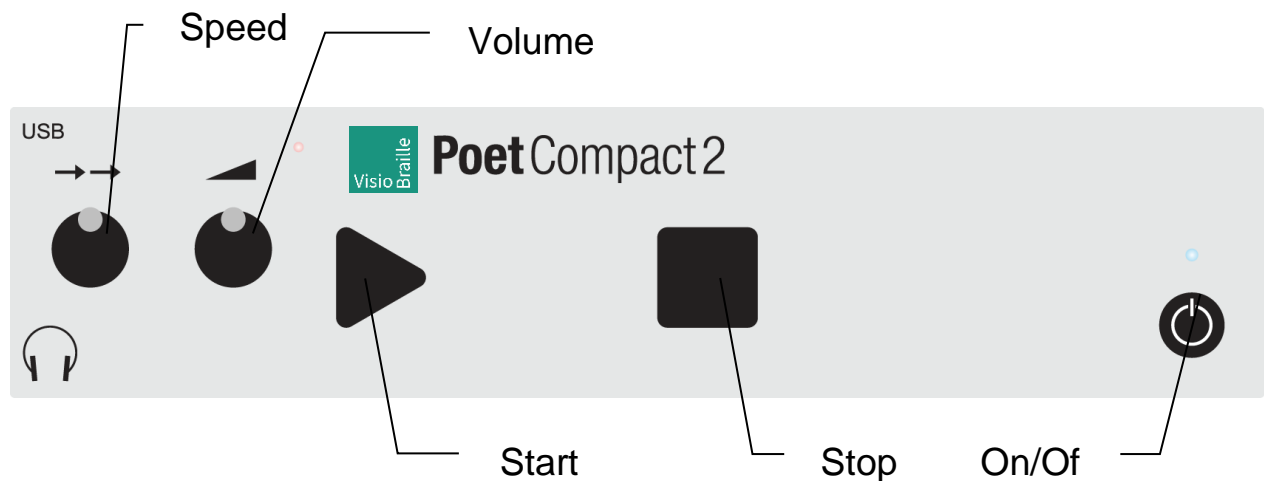 Speed
Volume
USB
Visio
Braille
Poet Compact 2
Start
Stop
On/Of